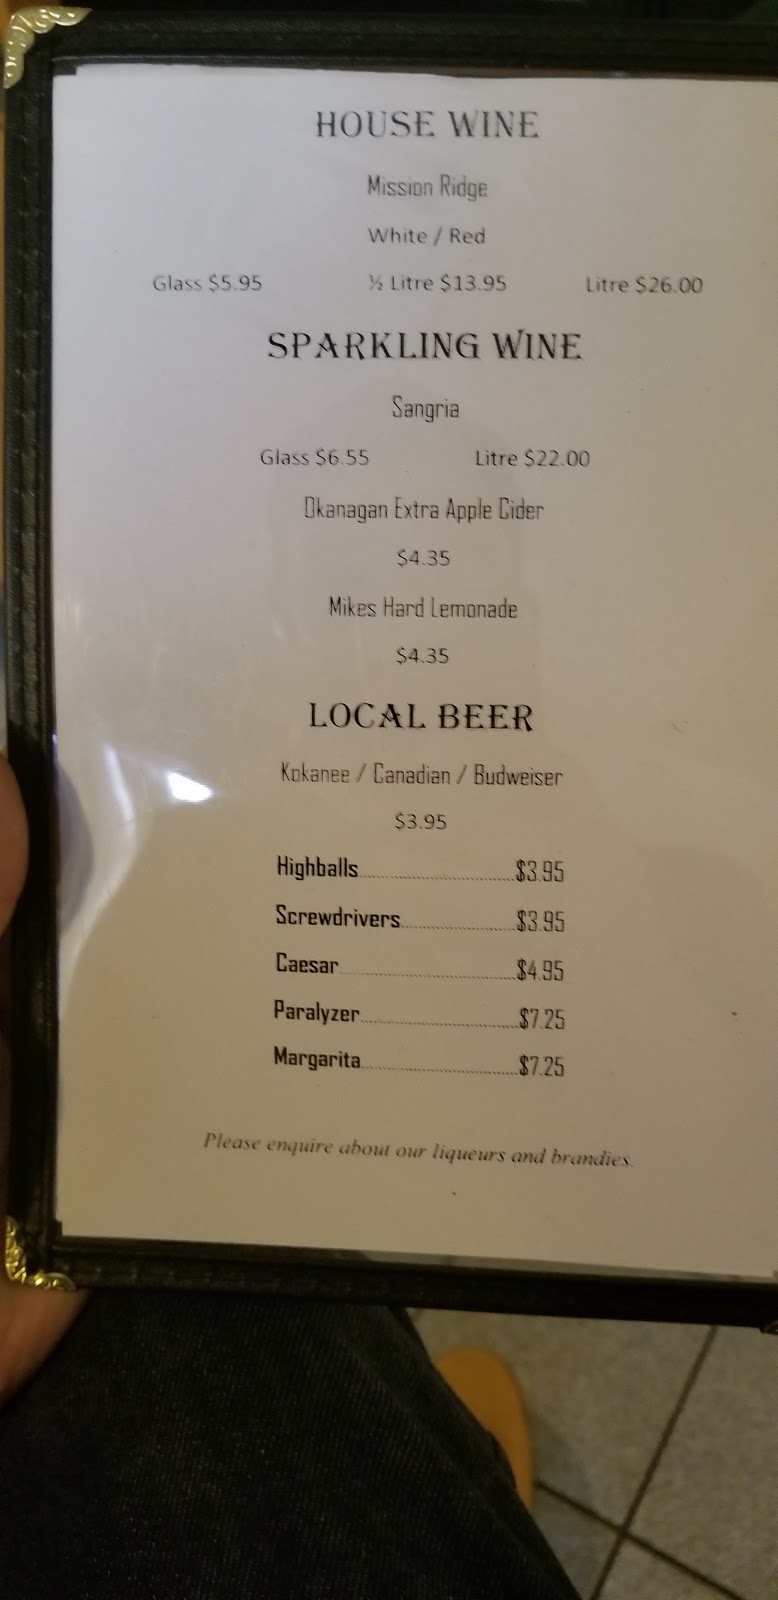 HOUSE WINE
Mission Ridge
White / Red
Glass $5.95 ½ Litre $13.95 Litre $26.00
SPARKLING WINE
Sangria
Glass $6.55 Litre $22.00
Okanagan Extra Apple Cider
$4.35
Mikes Hard Lemonade
$4.35
LOCAL BEER
Kokanee / Canadian / Budweiser
$3.95
Highballs..............................$3.95
Screwdrivers......................$3.95
Caesar..................................$4.95
Paralyzer..............................$7.25
Margarita..............................$7.25
Please enquire about our liqueurs and brandies.